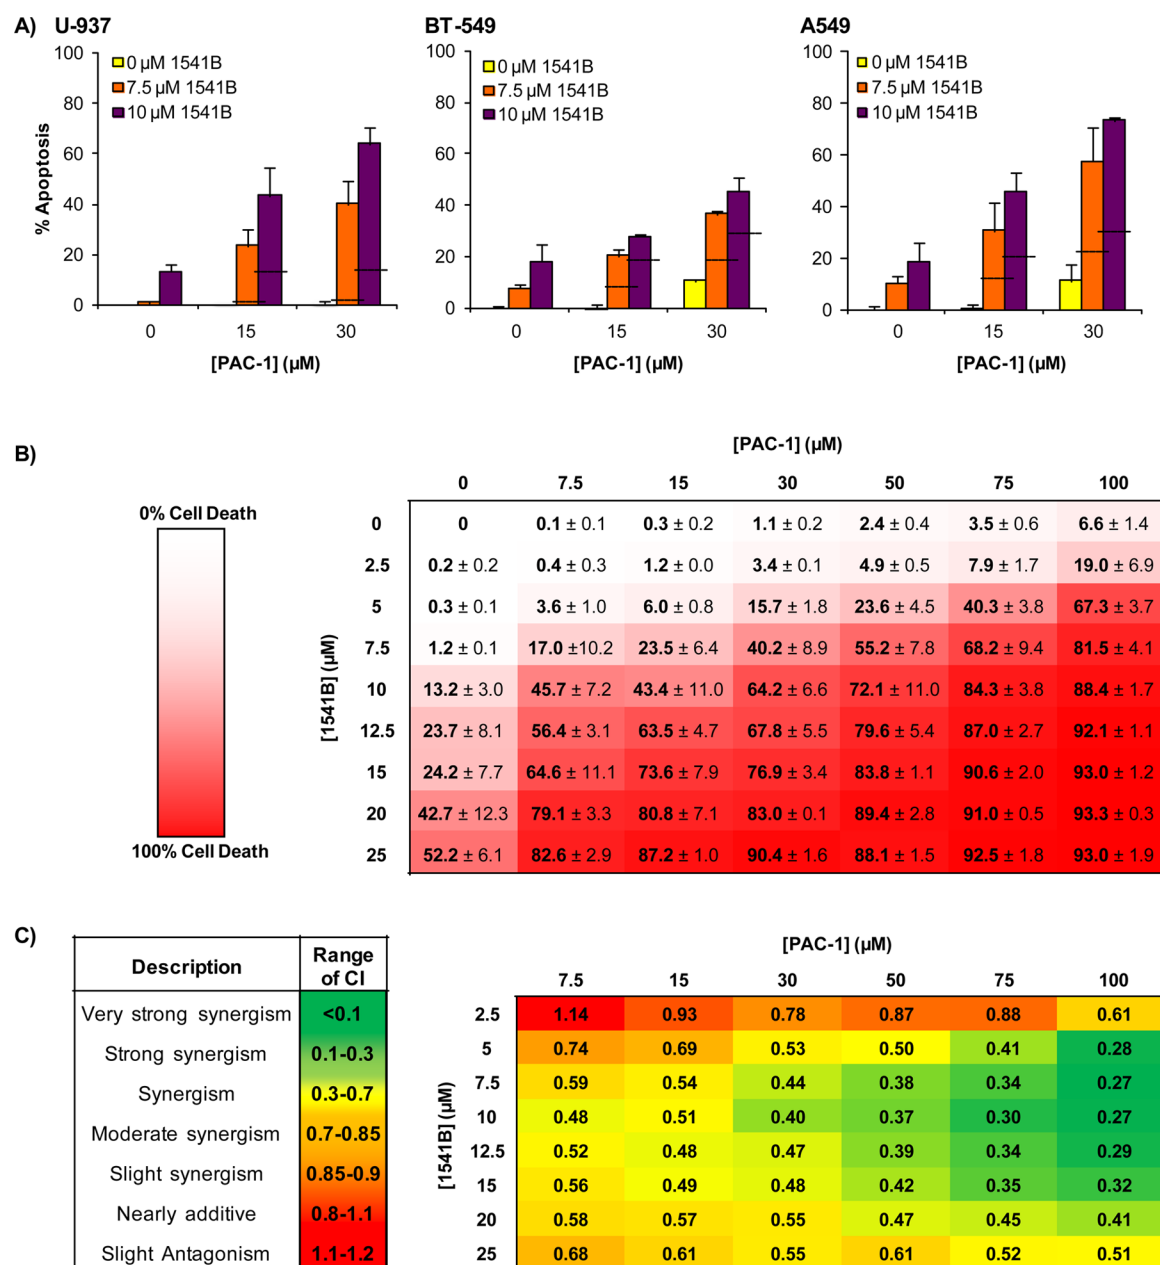 A) U-937 BT-549 A549
100 0 µM 1541B 100 0 µM 1541B 100 0 µM 1541B
80 7.5 µM 1541B 80 7.5 µM 1541B 80 7.5 µM 1541B
10 µM 1541B 10 µM 1541B 10 µM 1541B
60 60 60
% Apoptosis
40 40 40
20 20 20
0 0 0
0 15 30 0 15 30 0 15 30
[PAC-1] (µM) [PAC-1] (µM) [PAC-1] (µM)
B)
[PAC-1] (µM)
0 7.5 15 30 50 75 100
0% Cell Death
100% Cell Death
[1541B] (µM)
0 0 0.1 ± 0.1 0.3 ± 0.2 1.1 ± 0.2 2.4 ± 0.4 3.5 ± 0.6 6.6 ± 1.4
2.5 0.2 ± 0.2 0.4 ± 0.3 1.2 ± 0.0 3.4 ± 0.1 4.9 ± 0.5 7.9 ± 1.7 19.0 ± 6.9
5 0.3 ± 0.1 3.6 ± 1.0 6.0 ± 0.8 15.7 ± 1.8 23.6 ± 4.5 40.3 ± 3.8 67.3 ± 3.7
7.5 1.2 ± 0.1 17.0 ±10.2 23.5 ± 6.4 40.2 ± 8.9 55.2 ± 7.8 68.2 ± 9.4 81.5 ± 4.1
10 13.2 ± 3.0 45.7 ± 7.2 43.4 ± 11.0 64.2 ± 6.6 72.1 ± 11.0 84.3 ± 3.8 88.4 ± 1.7
12.5 23.7 ± 8.1 56.4 ± 3.1 63.5 ± 4.7 67.8 ± 5.5 79.6 ± 5.4 87.0 ± 2.7 92.1 ± 1.1
15 24.2 ± 7.7 64.6 ± 11.1 73.6 ± 7.9 76.9 ± 3.4 83.8 ± 1.1 90.6 ± 2.0 93.0 ± 1.2
20 42.7 ± 12.3 79.1 ± 3.3 80.8 ± 7.1 83.0 ± 0.1 89.4 ± 2.8 91.0 ± 0.5 93.3 ± 0.3
25 52.2 ± 6.1 82.6 ± 2.9 87.2 ± 1.0 90.4 ± 1.6 88.1 ± 1.5 92.5 ± 1.8 93.0 ± 1.9
C)
Description Range of CI
Very strong synergism <0.1
Strong synergism 0.1-0.3
Synergism 0.3-0.7
Moderate synergism 0.7-0.85
Slight synergism 0.85-0.9
Nearly additive 0.8-1.1
Slight Antagonism 1.1-1.2
[PAC-1] (µM)
7.5 15 30 50 75 100
[1541B] (µM)
2.5 1.14 0.93 0.78 0.87 0.88 0.61
5 0.74 0.69 0.53 0.50 0.41 0.28
7.5 0.59 0.54 0.44 0.38 0.34 0.27
10 0.48 0.51 0.40 0.37 0.30 0.27
12.5 0.52 0.48 0.47 0.39 0.34 0.29
15 0.56 0.49 0.48 0.42 0.35 0.32
20 0.58 0.57 0.55 0.47 0.45 0.41
25 0.68 0.61 0.55 0.61 0.52 0.51